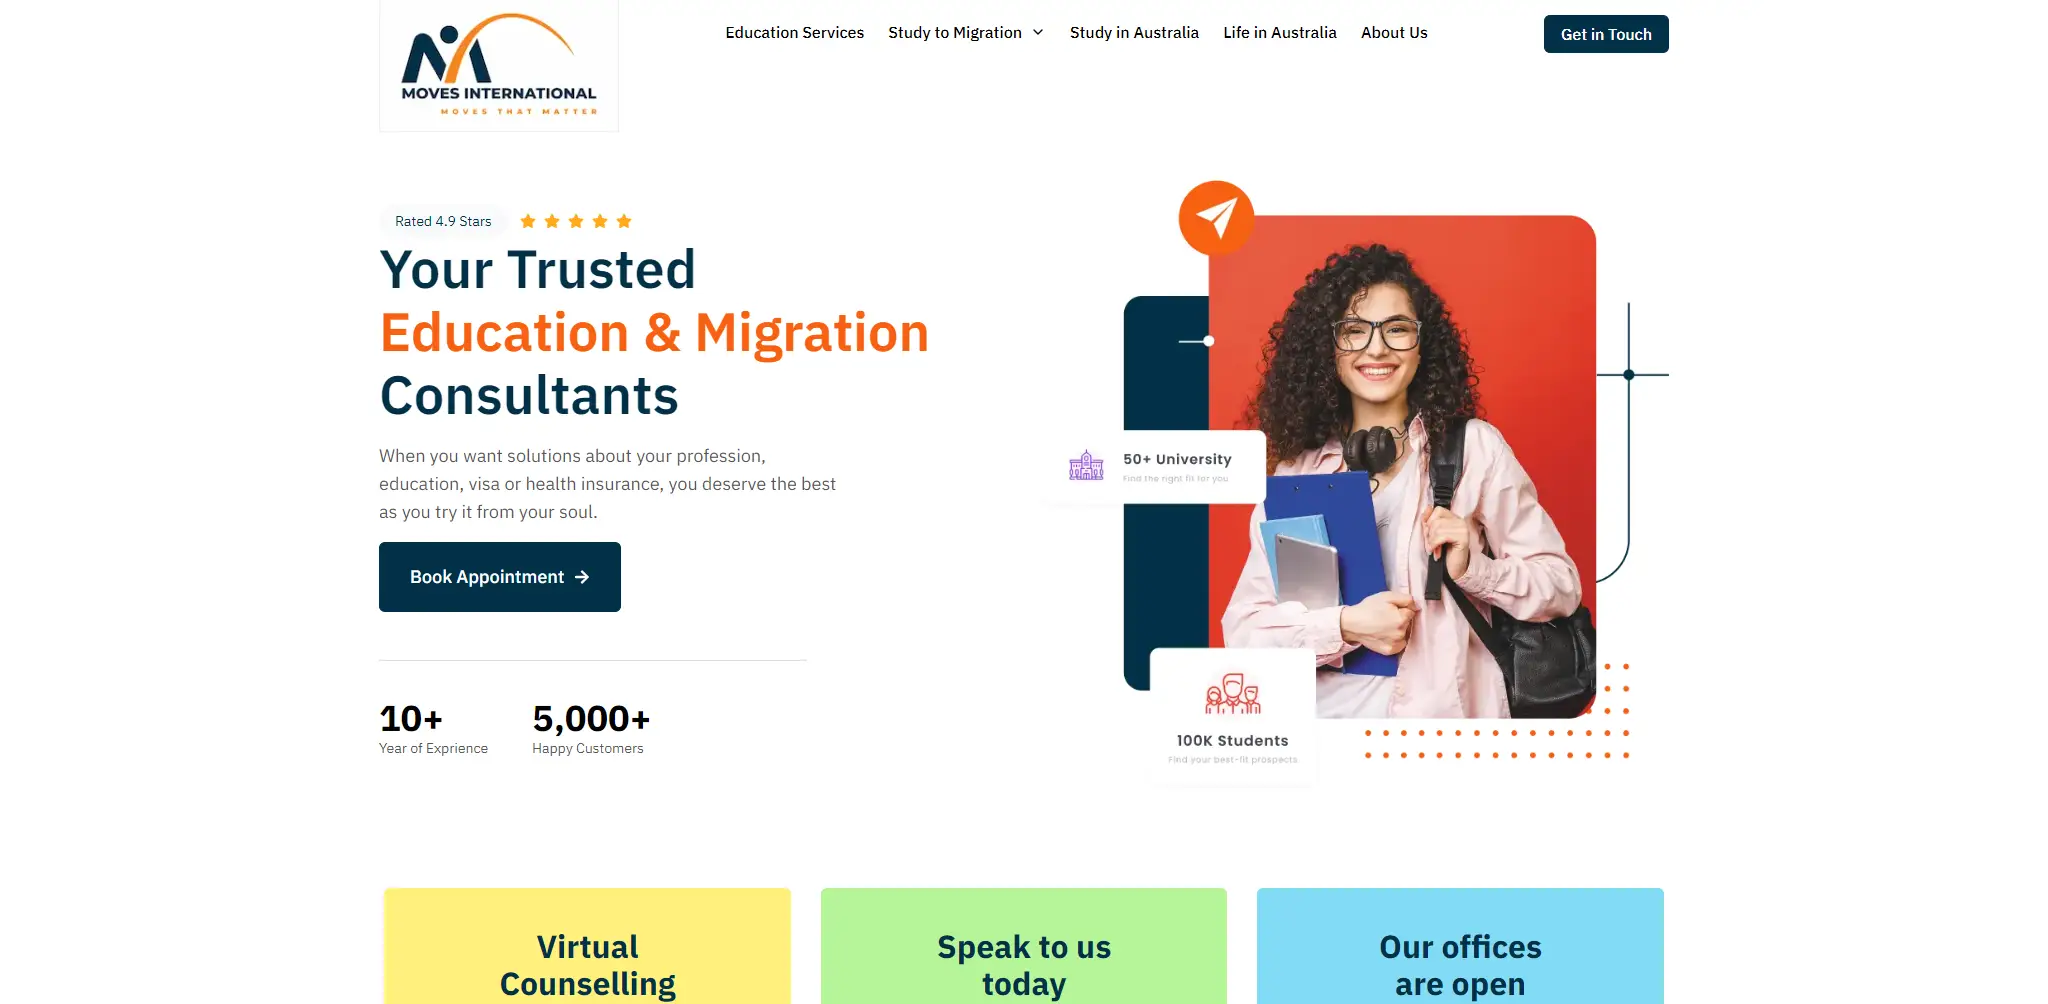 MOVES INTERNATIONAL
MOVES THAT MATTER
Education Services
Study to Migration
Study in Australia
Life in Australia
About Us
Get in Touch
Rated 4.9 Stars
Your Trusted
Education & Migration
Consultants
When you want solutions about your profession,
education, visa or health insurance, you deserve the best
as you try it from your soul.
Book Appointment
10+
Year of Exprience
5,000+
Happy Customers
50+ University
Find the right fit for you
100K Students
Find your best-fit prospects
Virtual
Counselling
Speak to us
today
Our offices
are open